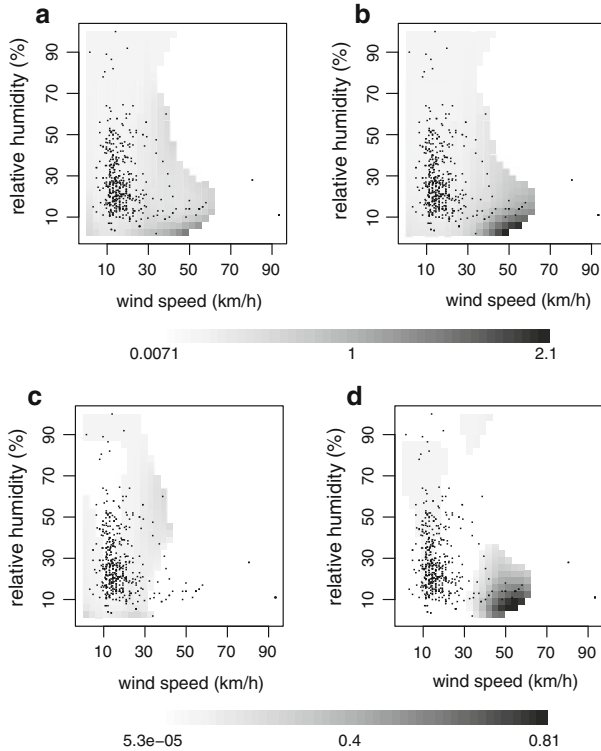 a
b
relative humidity (%)
90
70
50
30
10
10 30 50 70 90
wind speed (km/h)
relative humidity (%)
90
70
50
30
10
10 30 50 70 90
wind speed (km/h)
0.0071 1 2.1
c
d
relative humidity (%)
90
70
50
30
10
10 30 50 70 90
wind speed (km/h)
relative humidity (%)
90
70
50
30
10
10 30 50 70 90
wind speed (km/h)
5.3e−05 0.4 0.81